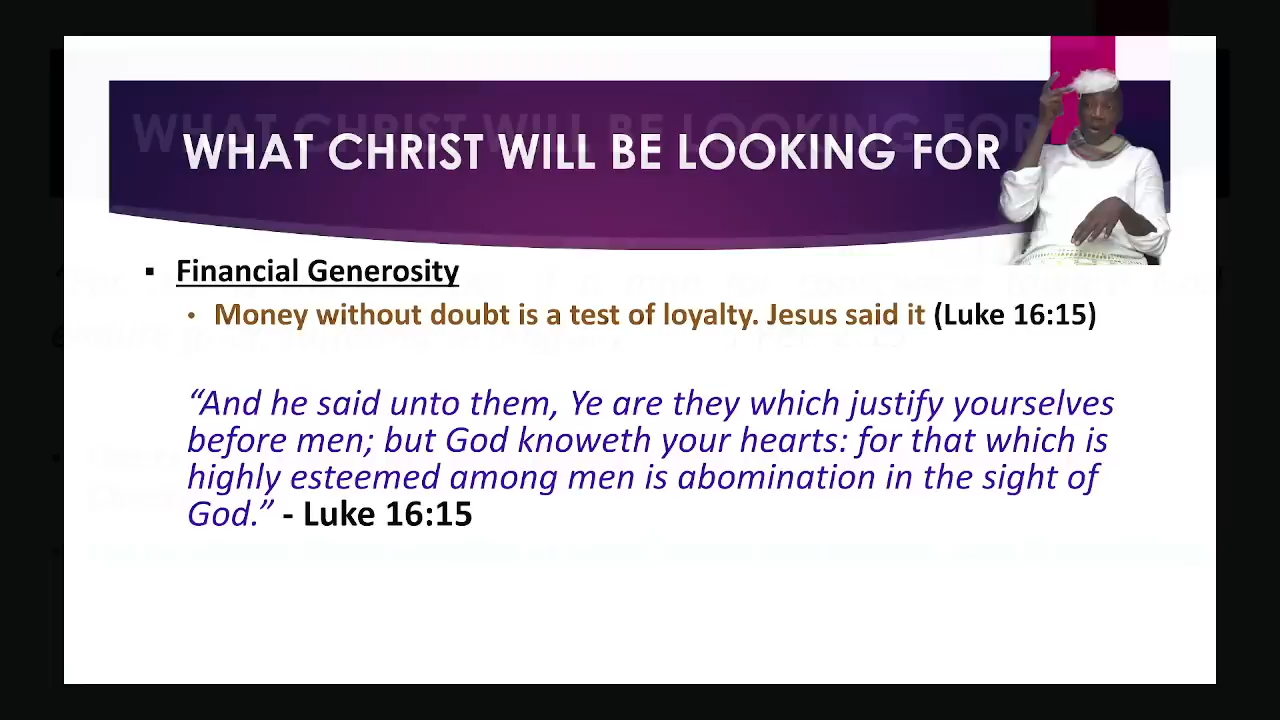 WHAT CHRIST WILL BE LOOKING FOR
▪ Financial Generosity
• Money without doubt is a test of loyalty. Jesus said it (Luke 16:15)
“And he said unto them, Ye are they which justify yourselves
before men; but God knoweth your hearts: for that which is
highly esteemed among men is abomination in the sight of
God.” - Luke 16:15